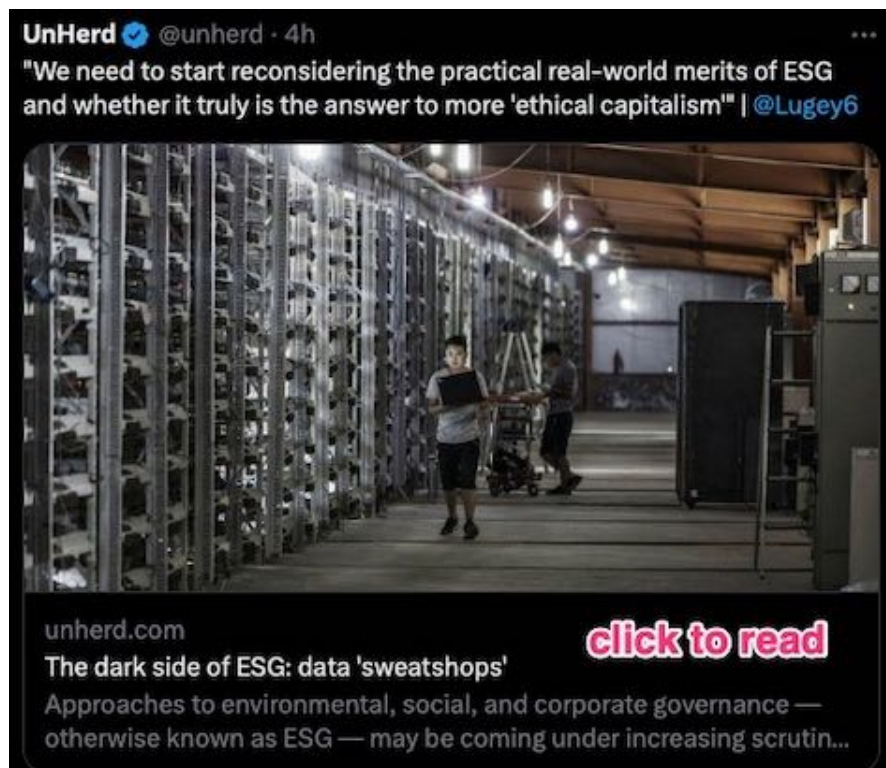 UnHerd @unherd · 4h
"We need to start reconsidering the practical real-world merits of ESG
and whether it truly is the answer to more 'ethical capitalism'" | @Lugey6
unherd.com
click to read
The dark side of ESG: data 'sweatshops'
Approaches to environmental, social, and corporate governance —
otherwise known as ESG — may be coming under increasing scrutin...